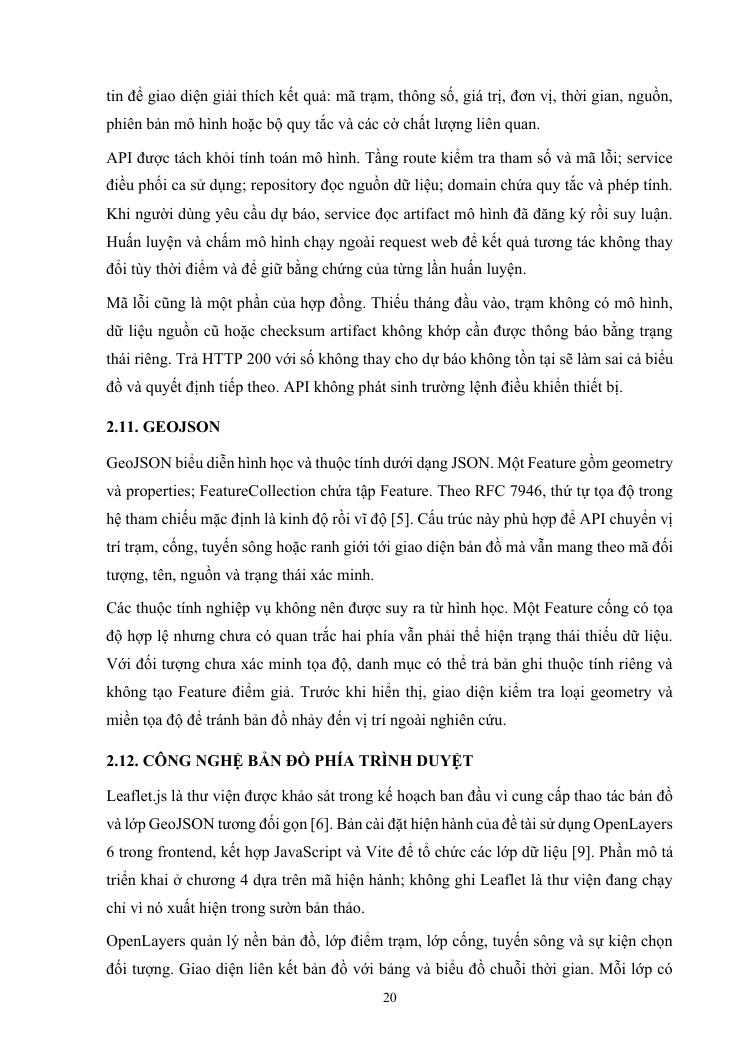 tin để giao diện giải thích kết quả: mã trạm, thông số, giá trị, đơn vị, thời gian, nguồn,
phiên bản mô hình hoặc bộ quy tắc và các cờ chất lượng liên quan.
API được tách khỏi tính toán mô hình. Tầng route kiểm tra tham số và mã lỗi; service
điều phối ca sử dụng; repository đọc nguồn dữ liệu; domain chứa quy tắc và phép tính.
Khi người dùng yêu cầu dự báo, service đọc artifact mô hình đã đăng ký rồi suy luận.
Huấn luyện và chấm mô hình chạy ngoài request web để kết quả tương tác không thay
đổi tùy thời điểm và để giữ bằng chứng của từng lần huấn luyện.
Mã lỗi cũng là một phần của hợp đồng. Thiếu tháng đầu vào, trạm không có mô hình,
dữ liệu nguồn cũ hoặc checksum artifact không khớp cần được thông báo bằng trạng
thái riêng. Trả HTTP 200 với số không thay cho dự báo không tồn tại sẽ làm sai cả biểu
đồ và quyết định tiếp theo. API không phát sinh trường lệnh điều khiển thiết bị.
2.11. GEOJSON
GeoJSON biểu diễn hình học và thuộc tính dưới dạng JSON. Một Feature gồm geometry
và properties; FeatureCollection chứa tập Feature. Theo RFC 7946, thứ tự tọa độ trong
hệ tham chiếu mặc định là kinh độ rồi vĩ độ [5]. Cấu trúc này phù hợp để API chuyển vị
trí trạm, cống, tuyến sông hoặc ranh giới tới giao diện bản đồ mà vẫn mang theo mã đối
tượng, tên, nguồn và trạng thái xác minh.
Các thuộc tính nghiệp vụ không nên được suy ra từ hình học. Một Feature cống có tọa
độ hợp lệ nhưng chưa có quan trắc hai phía vẫn phải thể hiện trạng thái thiếu dữ liệu.
Với đối tượng chưa xác minh tọa độ, danh mục có thể trả bản ghi thuộc tính riêng và
không tạo Feature điểm giả. Trước khi hiển thị, giao diện kiểm tra loại geometry và
miền tọa độ để tránh bản đồ nhảy đến vị trí ngoài nghiên cứu.
2.12. CÔNG NGHỆ BẢN ĐỒ PHÍA TRÌNH DUYỆT
Leaflet.js là thư viện được khảo sát trong kế hoạch ban đầu vì cung cấp thao tác bản đồ
và lớp GeoJSON tương đối gọn [6]. Bản cài đặt hiện hành của đề tài sử dụng OpenLayers
6 trong frontend, kết hợp JavaScript và Vite để tổ chức các lớp dữ liệu [9]. Phần mô tả
triển khai ở chương 4 dựa trên mã hiện hành; không ghi Leaflet là thư viện đang chạy
chỉ vì nó xuất hiện trong sườn bản thảo.
OpenLayers quản lý nền bản đồ, lớp điểm trạm, lớp cống, tuyến sông và sự kiện chọn
đối tượng. Giao diện liên kết bản đồ với bảng và biểu đồ chuỗi thời gian. Mỗi lớp có
20